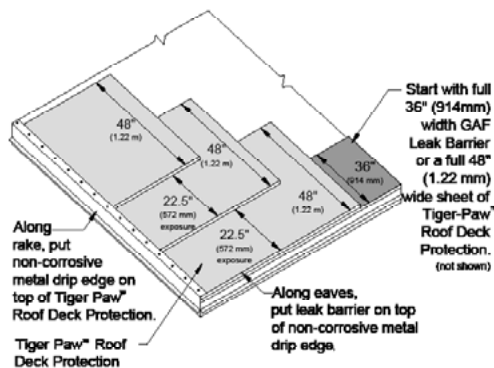 Start with full
36" (914mm)
width GAF
Leak Barrier
or a full 48"
(1.22 mm)
wide sheet of
Tiger-Paw™
Roof Deck
Protection.
(not shown)
48"
(1.22 m)
48"
(1.22 m)
48"
(1.22 m)
36"
(914 mm)
22.5"
(572 mm)
exposure
22.5"
(572 mm)
exposure
Along
rake, put
non-corrosive
metal drip edge on
top of Tiger Paw™
Roof Deck Protection.
Along eaves,
put leak barrier on top
of non-corrosive metal
drip edge.
Tiger Paw™ Roof
Deck Protection